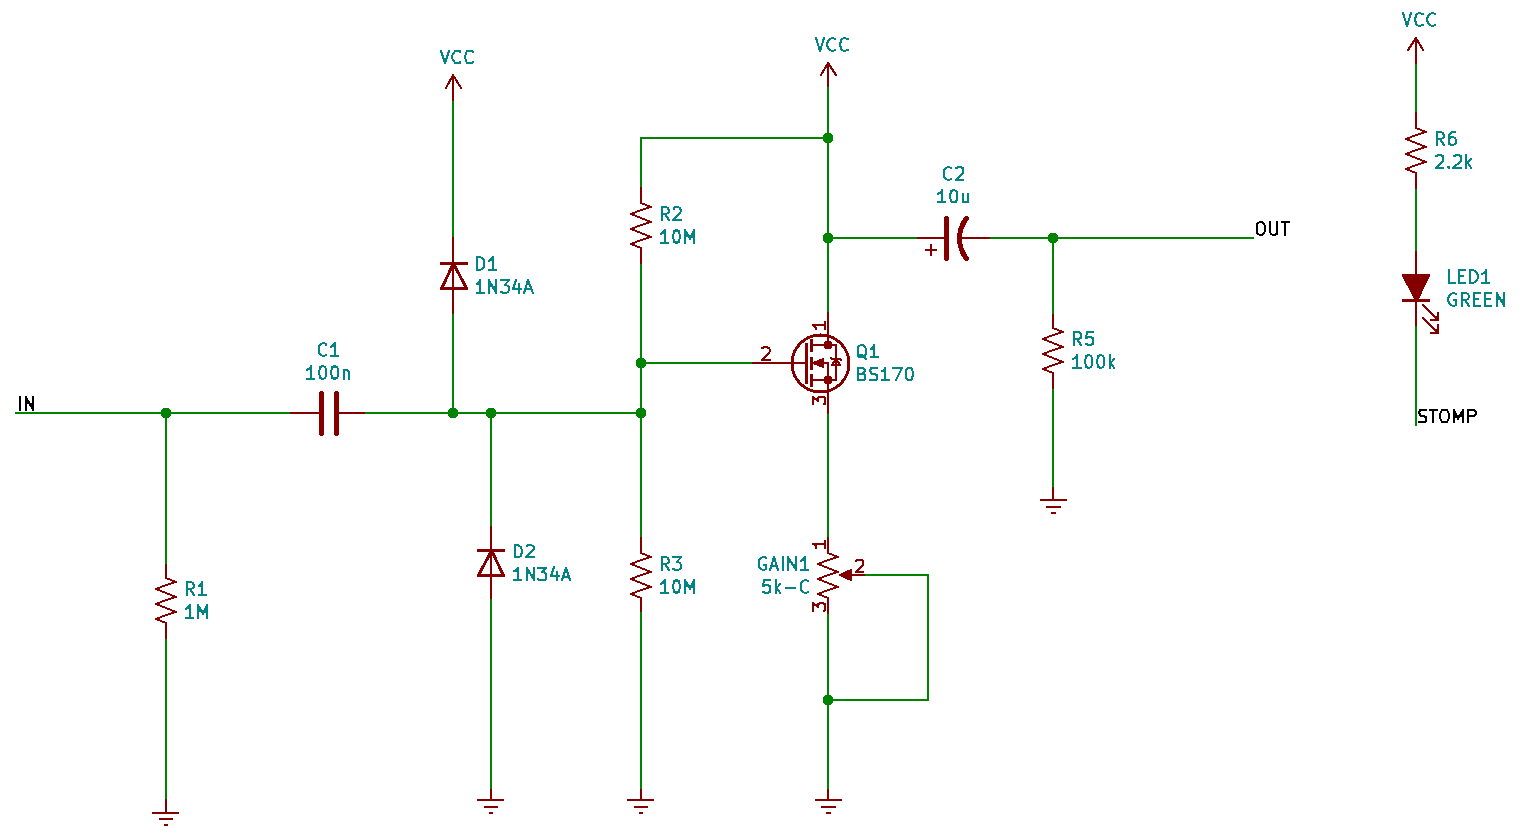 VCC
VCC
VCC
R6
2.2k
C2
10u
R2
10M
OUT
D1
1N34A
LED1
GREEN
+
1
C1
100n
2
Q1
BS170
R5
100k
3
IN
STOMP
1
D2
1N34A
R3
10M
GAIN1
5k-C
2
R1
1M
3